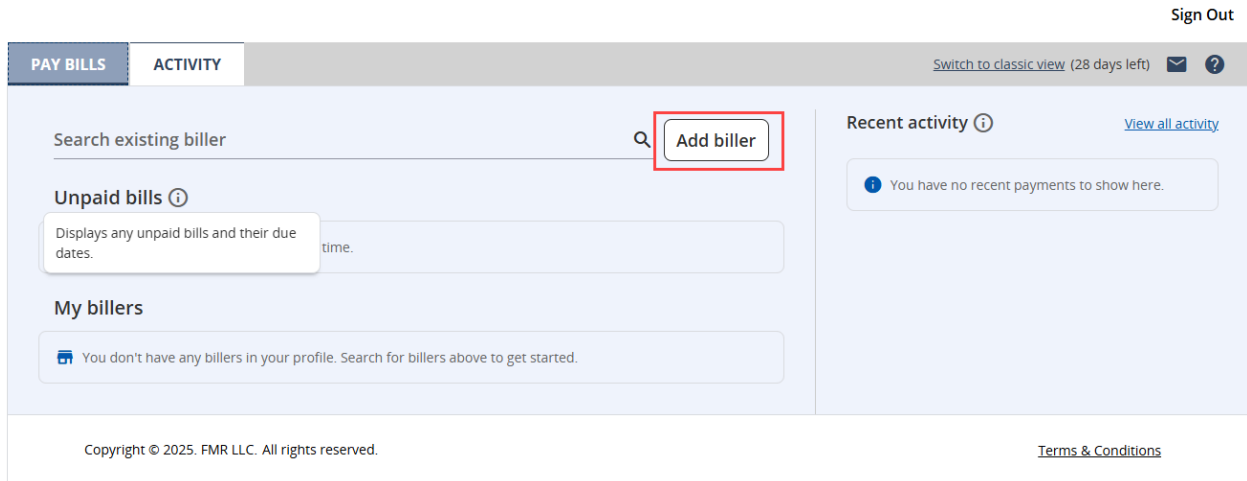 Sign Out
PAY BILLS
ACTIVITY
Switch to classic view (28 days left)
Search existing biller
Add biller
Unpaid bills
Displays any unpaid bills and their due
dates.
time.
My billers
You don't have any billers in your profile. Search for billers above to get started.
Recent activity
View all activity
You have no recent payments to show here.
Copyright © 2025. FMR LLC. All rights reserved.
Terms & Conditions